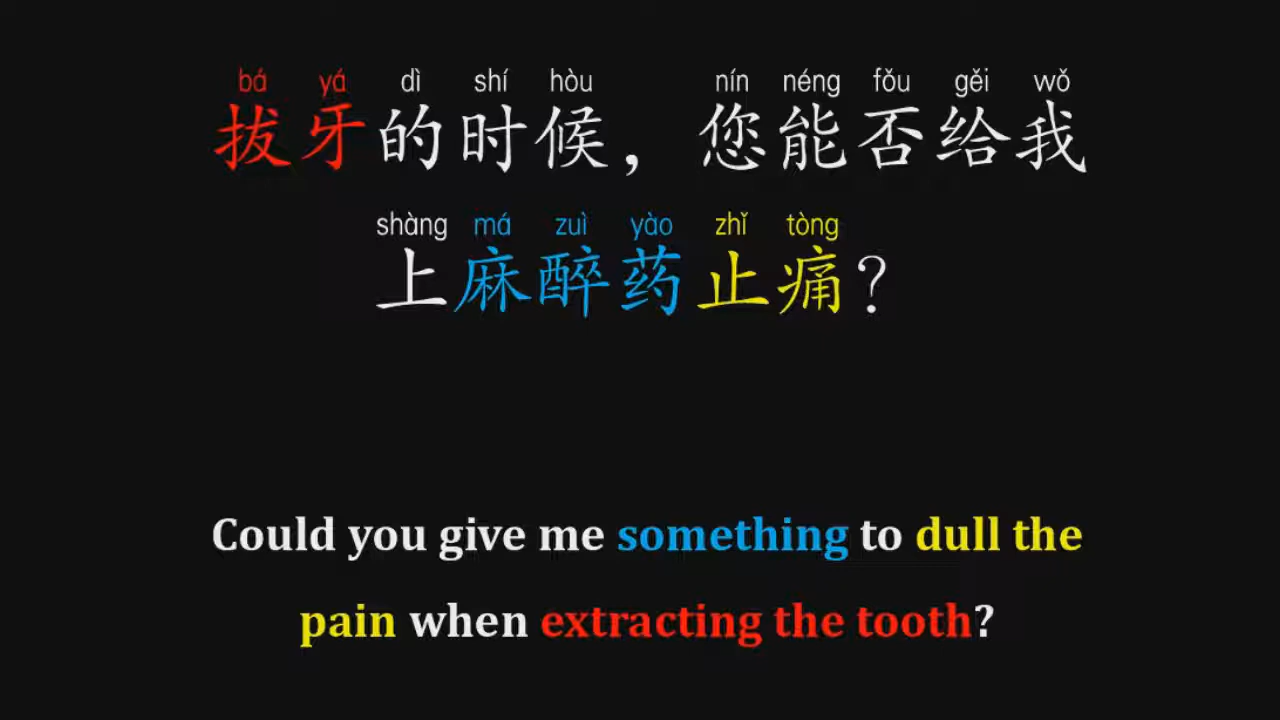 bá yá dì shí hòu nín néng fǒu gěi wǒ
拔牙的时候，您能否给我
shàng má zuì yào zhǐ tòng
上麻醉药止痛？
Could you give me something to dull the
pain when extracting the tooth?